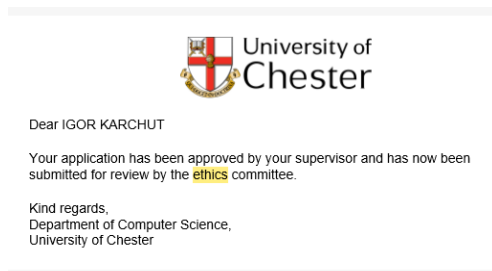 University of
Chester
Dear IGOR KARCHUT
Your application has been approved by your supervisor and has now been
submitted for review by the ethics committee.
Kind regards,
Department of Computer Science,
University of Chester